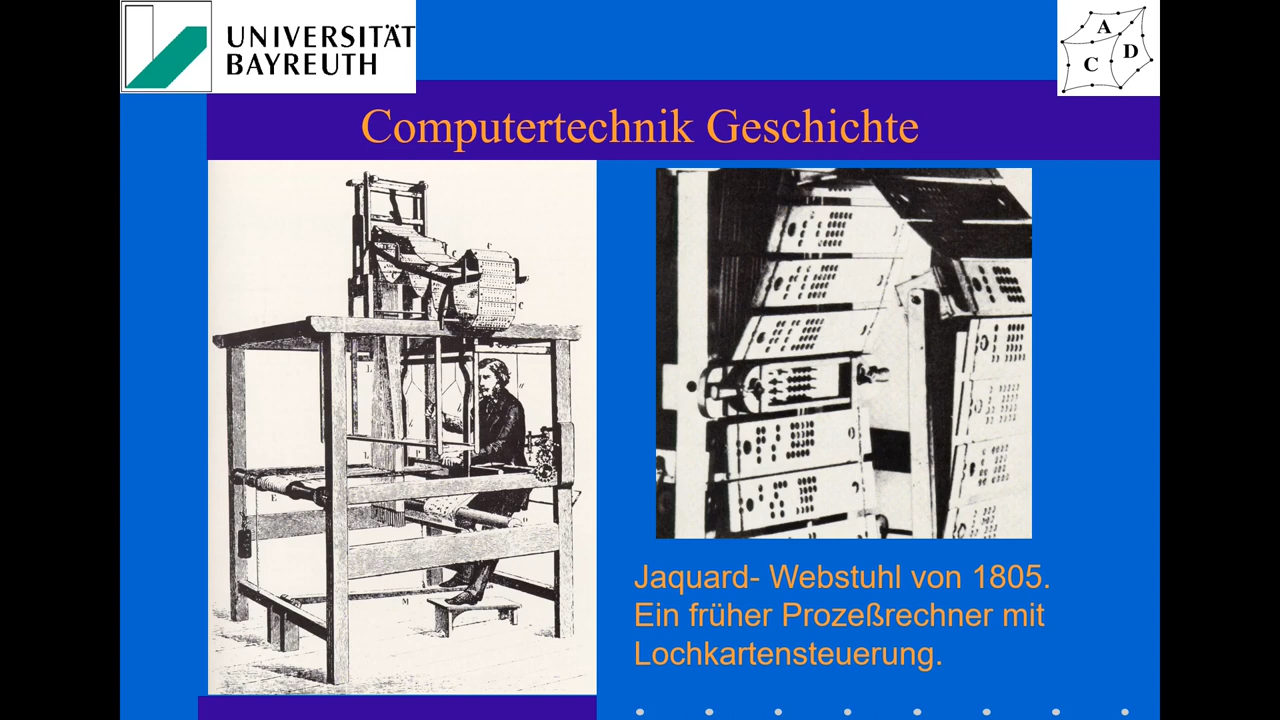 UNIVERSITÄT
BAYREUTH
A
C D
Computertechnik Geschichte
Jaquard- Webstuhl von 1805.
Ein früher Prozeßrechner mit
Lochkartensteuerung.